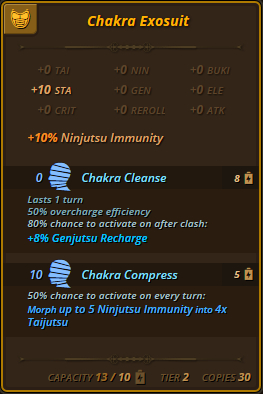 Chakra Exosuit
+0 TAI +0 NIN +0 BUKI
+10 STA +0 GEN +0 ELE
+0 CRIT +0 REROLL +0 ATK
+10% Ninjutsu Immunity
0 Chakra Cleanse 8
Lasts 1 turn
50% overcharge efficiency
80% chance to activate on after clash:
+8% Genjutsu Recharge
10 Chakra Compress 5
50% chance to activate on every turn:
Morph up to 5 Ninjutsu Immunity into 4x
Taijutsu
CAPACITY 13 / 10 TIER 2 COPIES 30